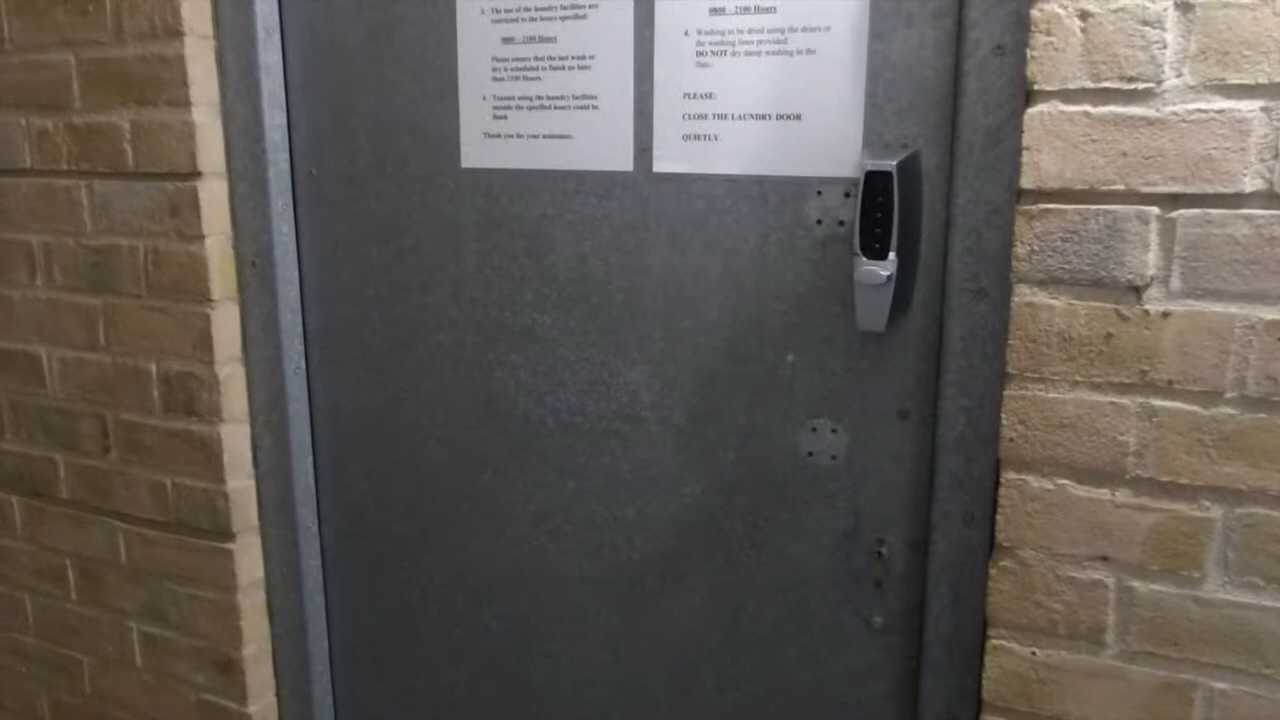 3. The use of the laundry facilities are
restricted to the hours specified:
0800 – 2100 Hours
Please ensure that the last wash or
dry is scheduled to finish no later
than 2100 Hours.
4. Tenants using the laundry facilities
outside the specified hours could be
Thank you for your assistance.
0800 – 2100 Hours
4. Washing to be dried using the driers or
the washing lines provided.
DO NOT dry damp washing in the
flats.
PLEASE:
CLOSE THE LAUNDRY DOOR
QUIETLY.